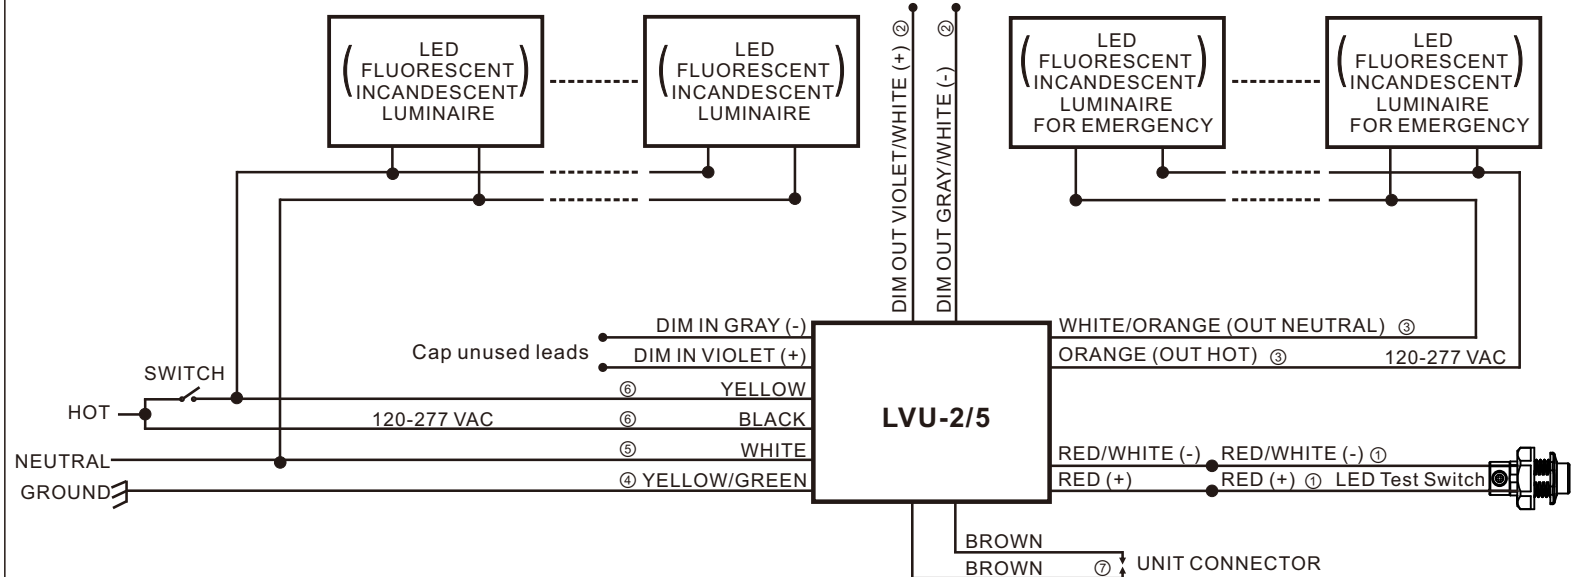 LED
FLUORESCENT
INCANDESCENT
LUMINAIRE
LED
FLUORESCENT
INCANDESCENT
LUMINAIRE
DIM OUT VIOLET/WHITE (+) ②
DIM OUT GRAY/WHITE (-) ②
LED
FLUORESCENT
INCANDESCENT
LUMINAIRE
FOR EMERGENCY
LED
FLUORESCENT
INCANDESCENT
LUMINAIRE
FOR EMERGENCY
Cap unused leads
DIM IN GRAY (-)
DIM IN VIOLET (+)
SWITCH
HOT
⑥ YELLOW
120-277 VAC ⑥ BLACK
NEUTRAL ⑤ WHITE
GROUND ④ YELLOW/GREEN
LVU-2/5
WHITE/ORANGE (OUT NEUTRAL) ③
ORANGE (OUT HOT) ③ 120-277 VAC
RED/WHITE (-) RED/WHITE (-) ①
RED (+) RED (+) ① LED Test Switch
BROWN
BROWN ⑦ UNIT CONNECTOR